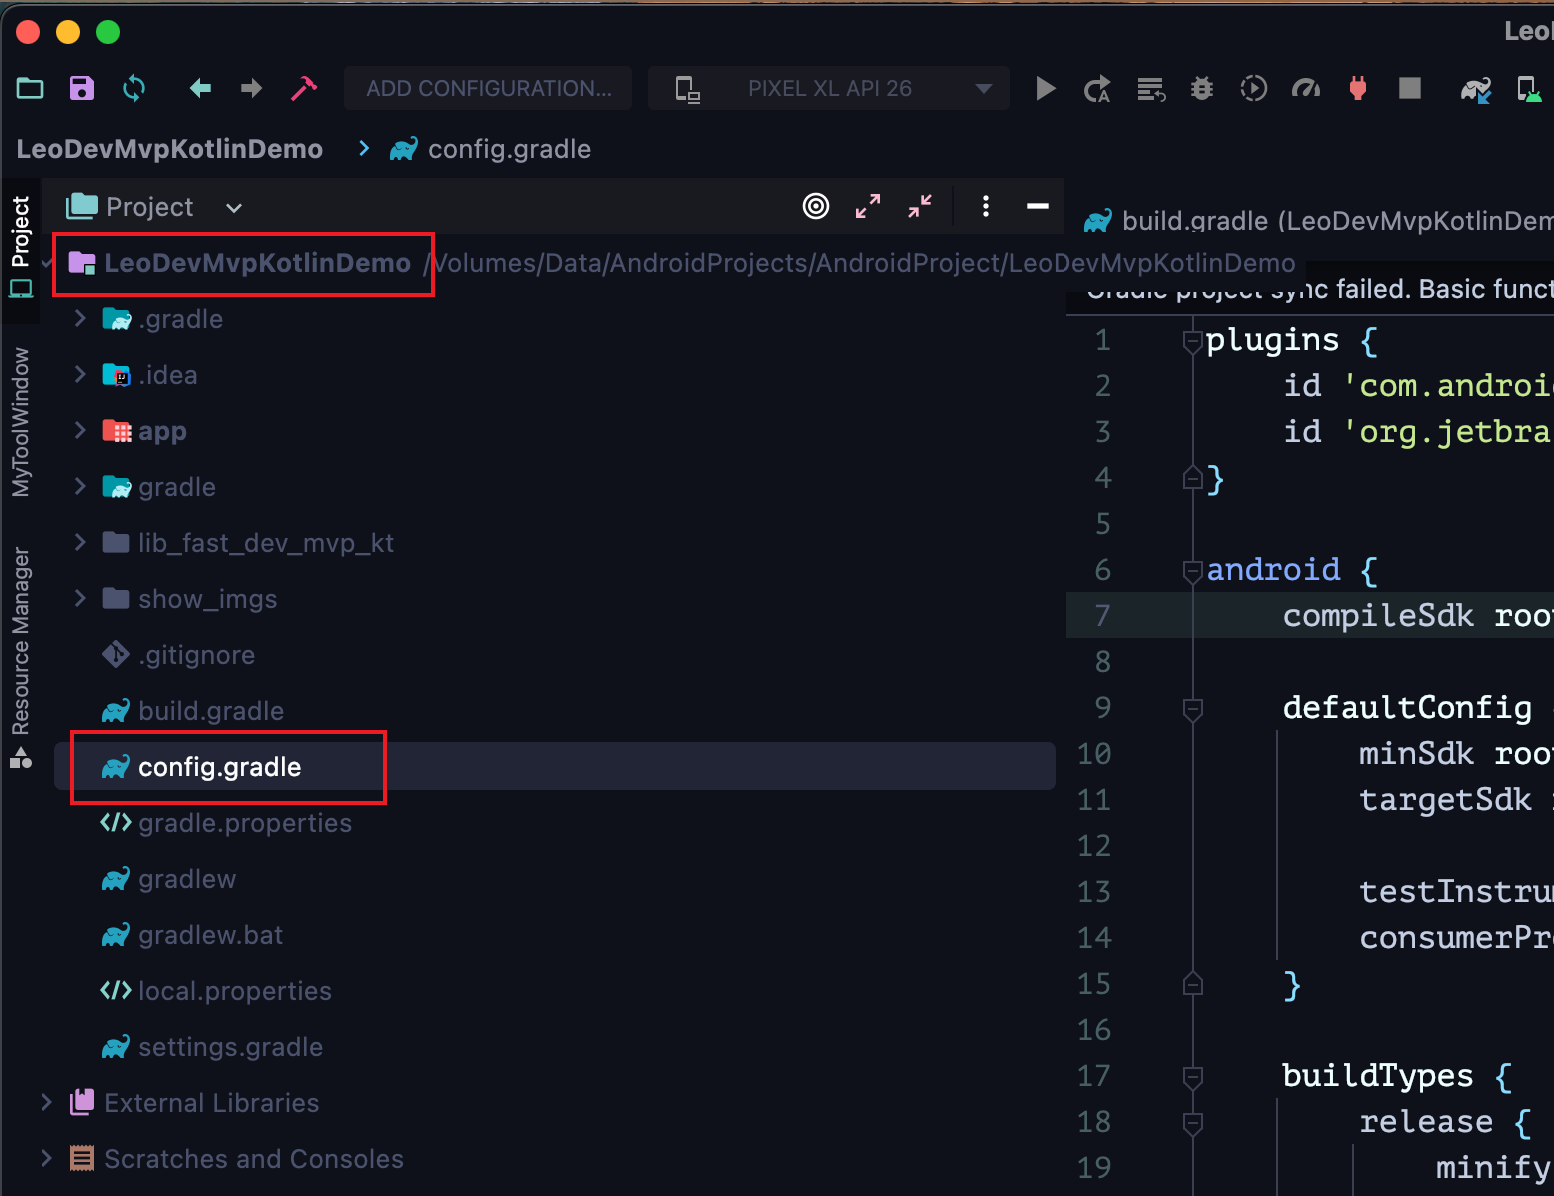 Leo
ADD CONFIGURATION...
PIXEL XL API 26
LeoDevMvpKotlinDemo
config.gradle
Project
Project
MyToolWindow
Resource Manager
LeoDevMvpKotlinDemo /Volumes/Data/AndroidProjects/AndroidProject/LeoDevMvpKotlinDemo
.gradle
.idea
app
gradle
lib_fast_dev_mvp_kt
show_imgs
.gitignore
build.gradle
config.gradle
gradle.properties
gradlew
gradlew.bat
local.properties
settings.gradle
External Libraries
Scratches and Consoles
build.gradle (LeoDevMvpKotlinDem
Gradle project sync failed. Basic funct
1 plugins {
2 id 'com.androi
3 id 'org.jetbra
4 }
5
6 android {
7 compileSdk roo
8
9 defaultConfig
10 minSdk roo
11 targetSdk
12
13 testInstru
14 consumerPr
15 }
16
17 buildTypes {
18 release {
19 minify